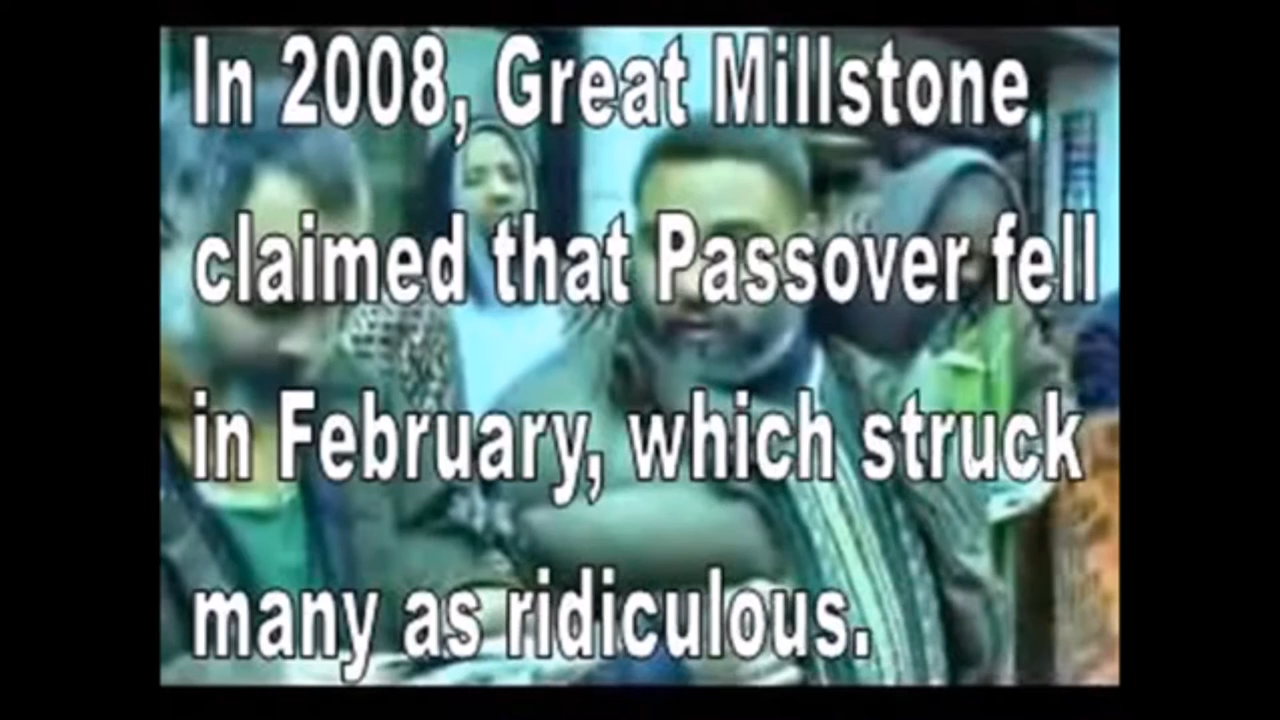 In 2008, Great Millstone
claimed that Passover fell
in February, which struck
many as ridiculous.